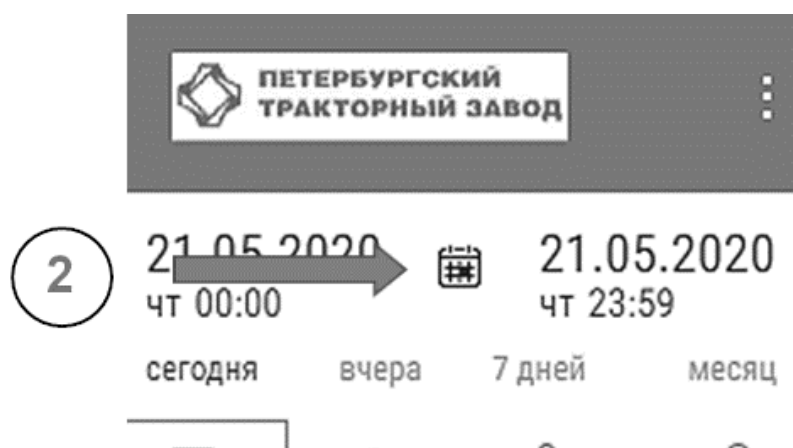 ПЕТЕРБУРГСКИЙ
ТРАКТОРНЫЙ ЗАВОД
2
21.05.2020 21.05.2020
чт 00:00 чт 23:59
сегодня вчера 7 дней месяц